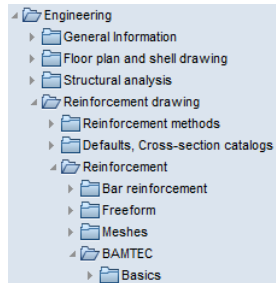 Engineering
General Information
Floor plan and shell drawing
Structural analysis
Reinforcement drawing
Reinforcement methods
Defaults, Cross-section catalogs
Reinforcement
Bar reinforcement
Freeform
Meshes
BAMTEC
Basics